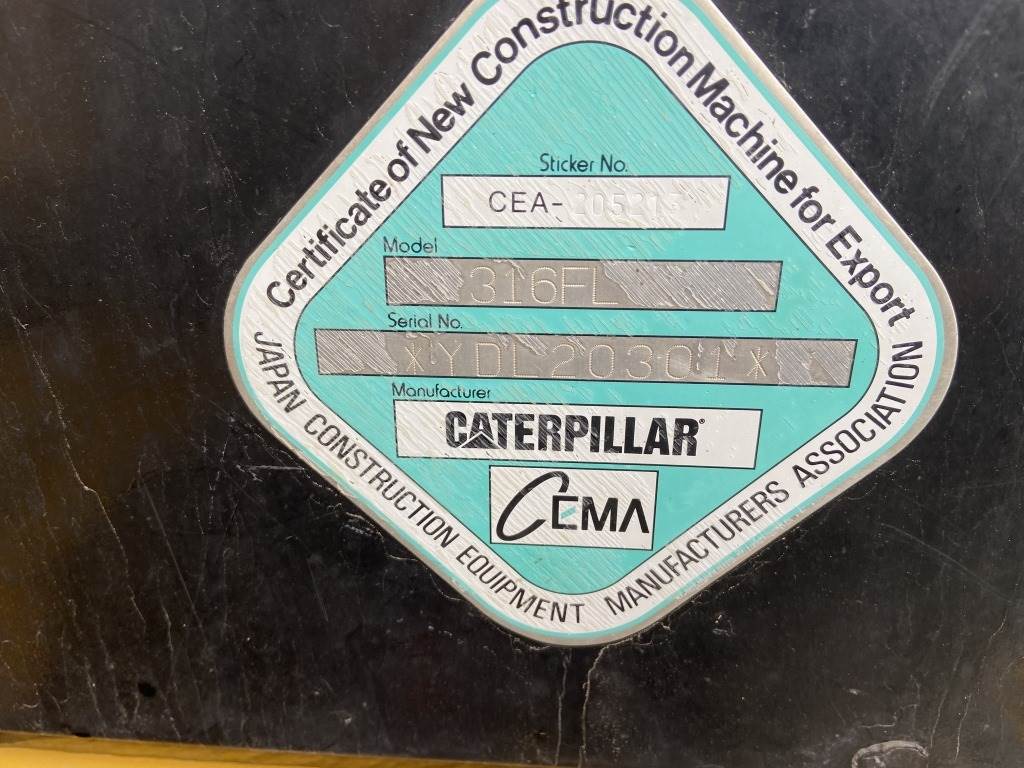 Certificate of New Construction Machine for Export
Sticker No.
CEA-
Model
316FL
Serial No.
*YDL20301*
Manufacturer
CATERPILLAR®
CEMA
JAPAN CONSTRUCTION EQUIPMENT MANUFACTURERS ASSOCIATION